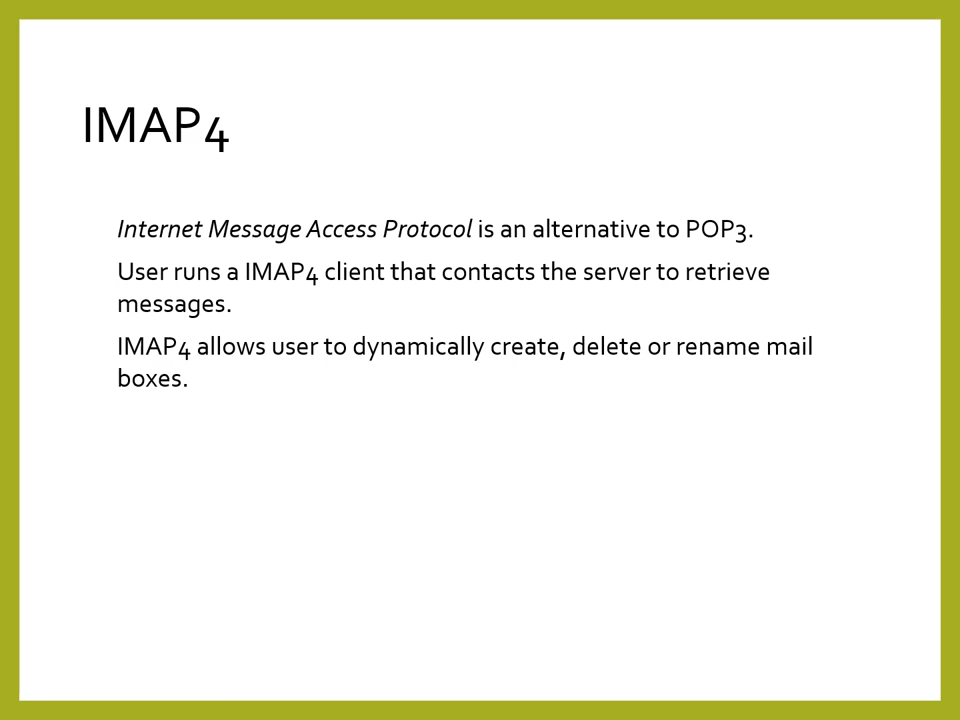 IMAP4
Internet Message Access Protocol is an alternative to POP3.
User runs a IMAP4 client that contacts the server to retrieve
messages.
IMAP4 allows user to dynamically create, delete or rename mail
boxes.